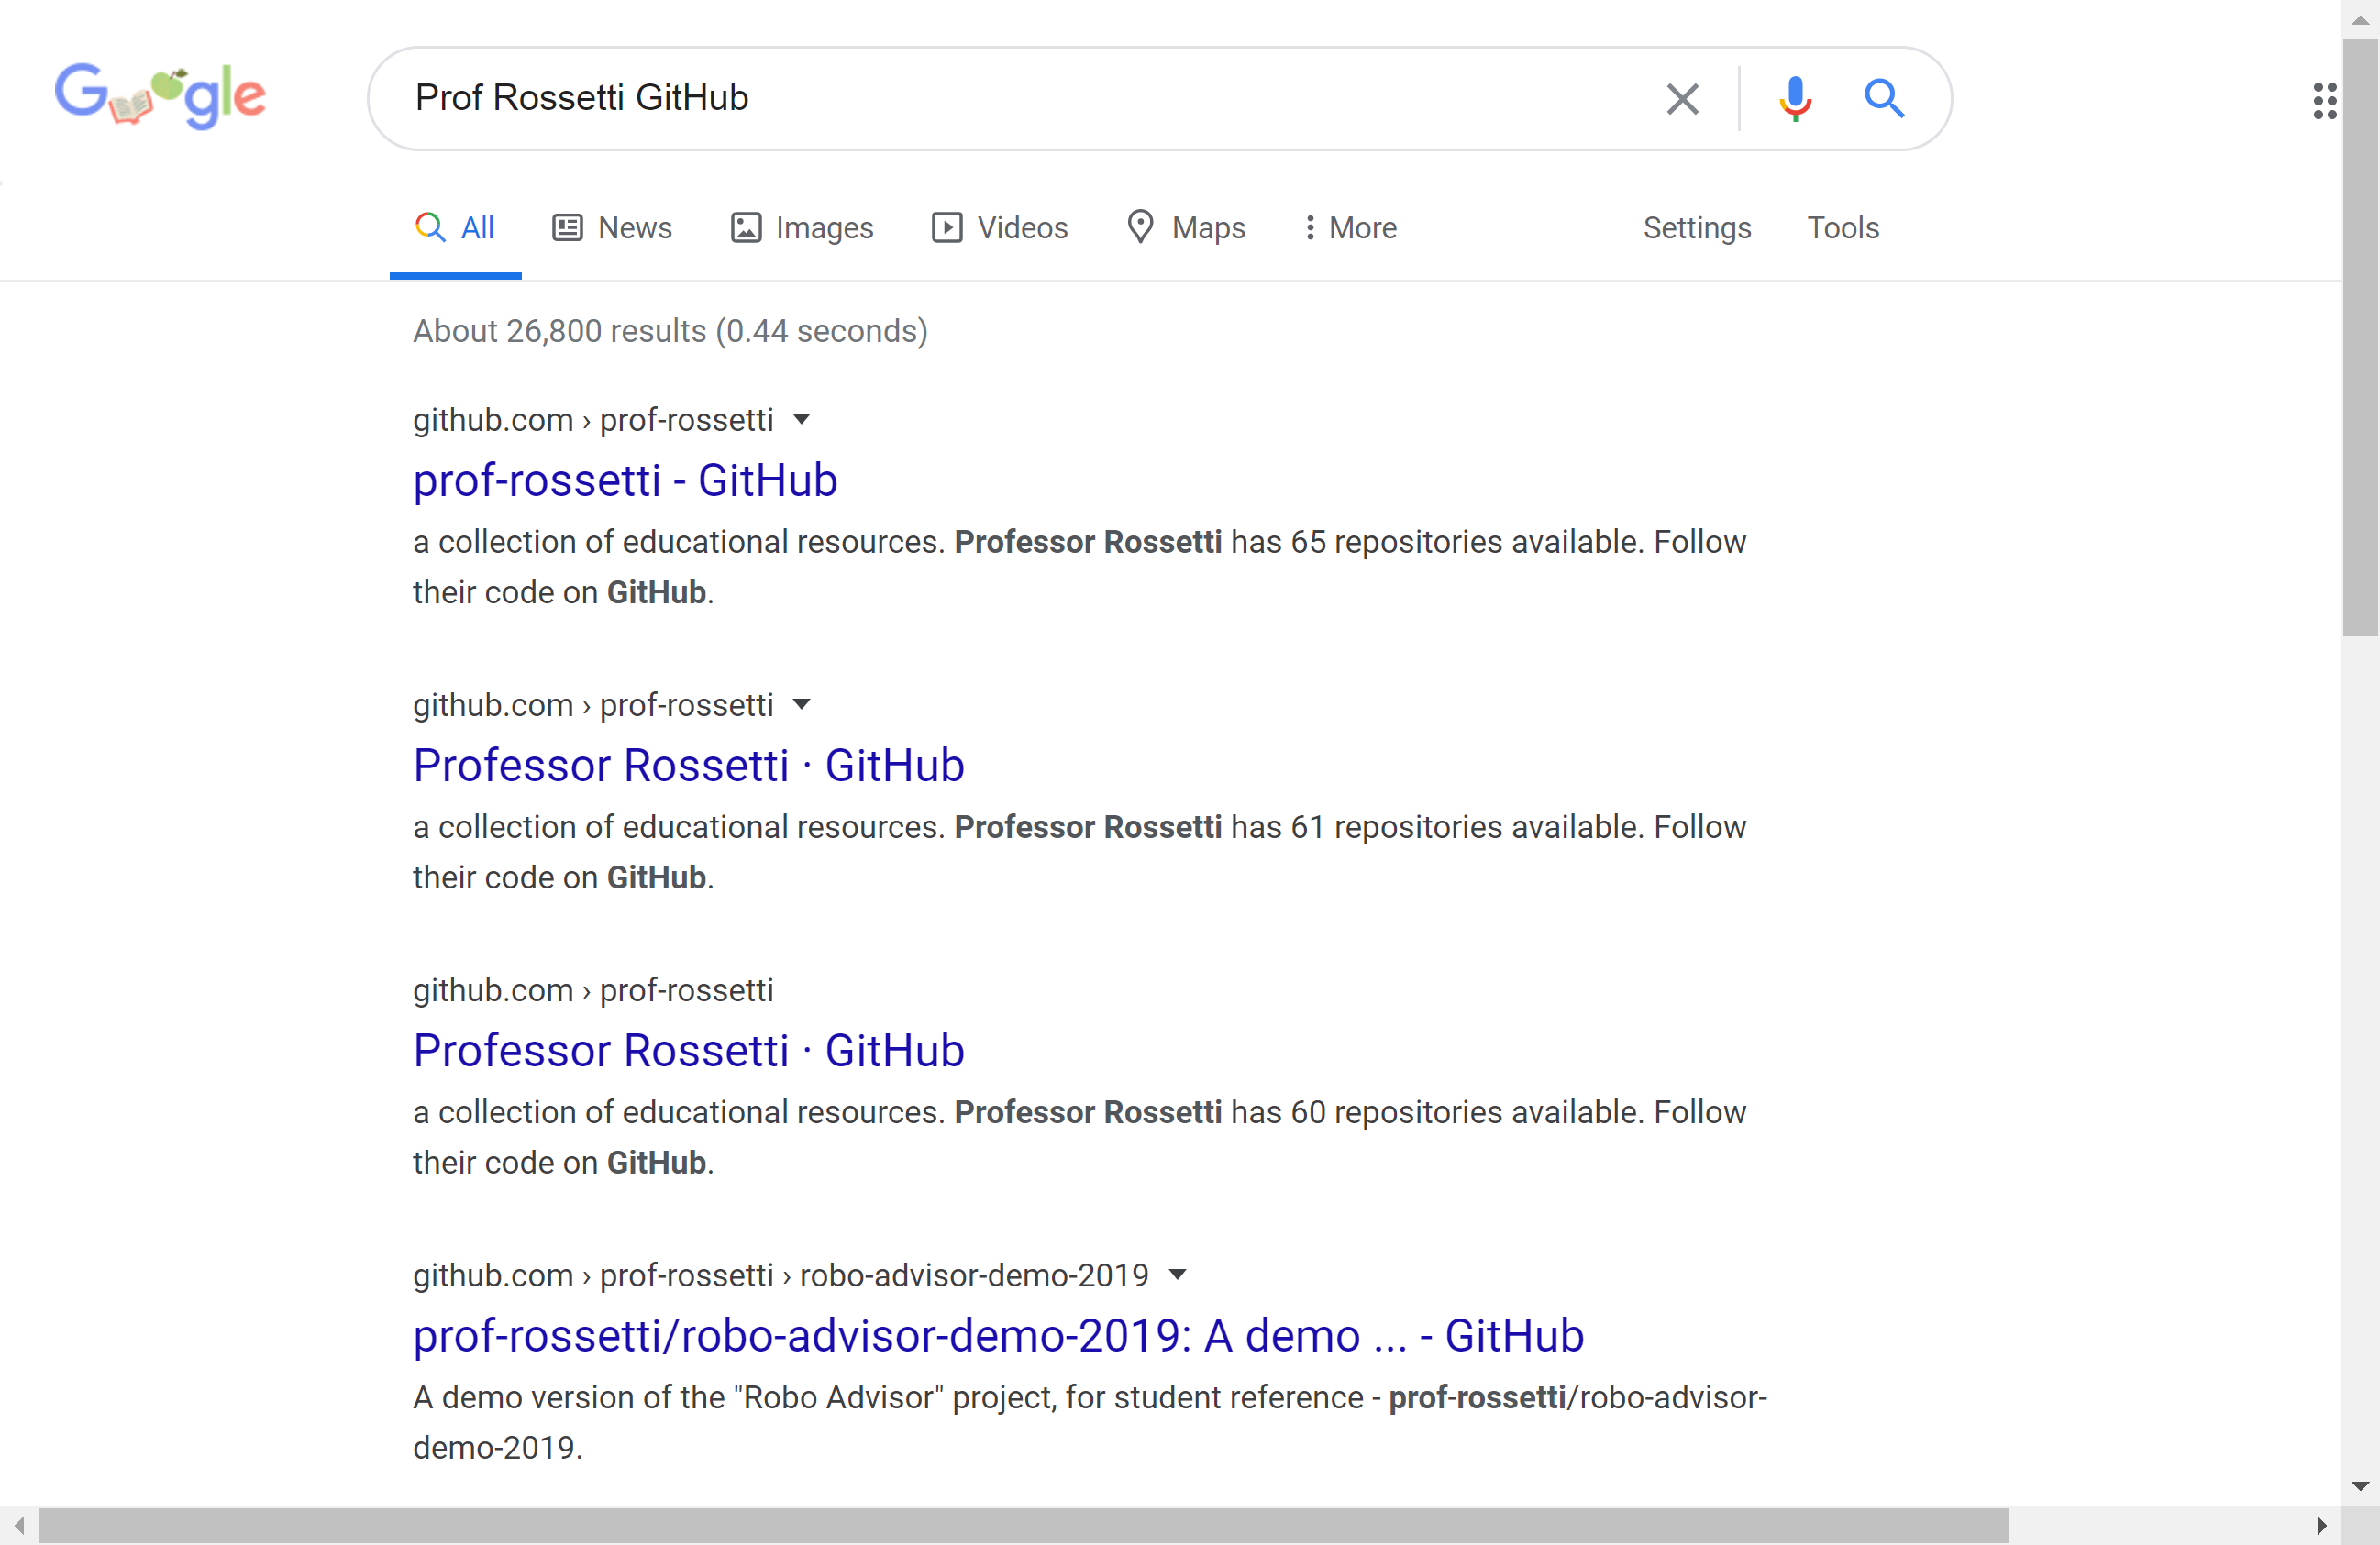 Google
Prof Rossetti GitHub
All News Images Videos Maps More Settings Tools
About 26,800 results (0.44 seconds)
github.com › prof-rossetti
prof-rossetti - GitHub
a collection of educational resources. Professor Rossetti has 65 repositories available. Follow
their code on GitHub.
github.com › prof-rossetti
Professor Rossetti · GitHub
a collection of educational resources. Professor Rossetti has 61 repositories available. Follow
their code on GitHub.
github.com › prof-rossetti
Professor Rossetti · GitHub
a collection of educational resources. Professor Rossetti has 60 repositories available. Follow
their code on GitHub.
github.com › prof-rossetti › robo-advisor-demo-2019
prof-rossetti/robo-advisor-demo-2019: A demo ... - GitHub
A demo version of the "Robo Advisor" project, for student reference - prof-rossetti/robo-advisor-
demo-2019.